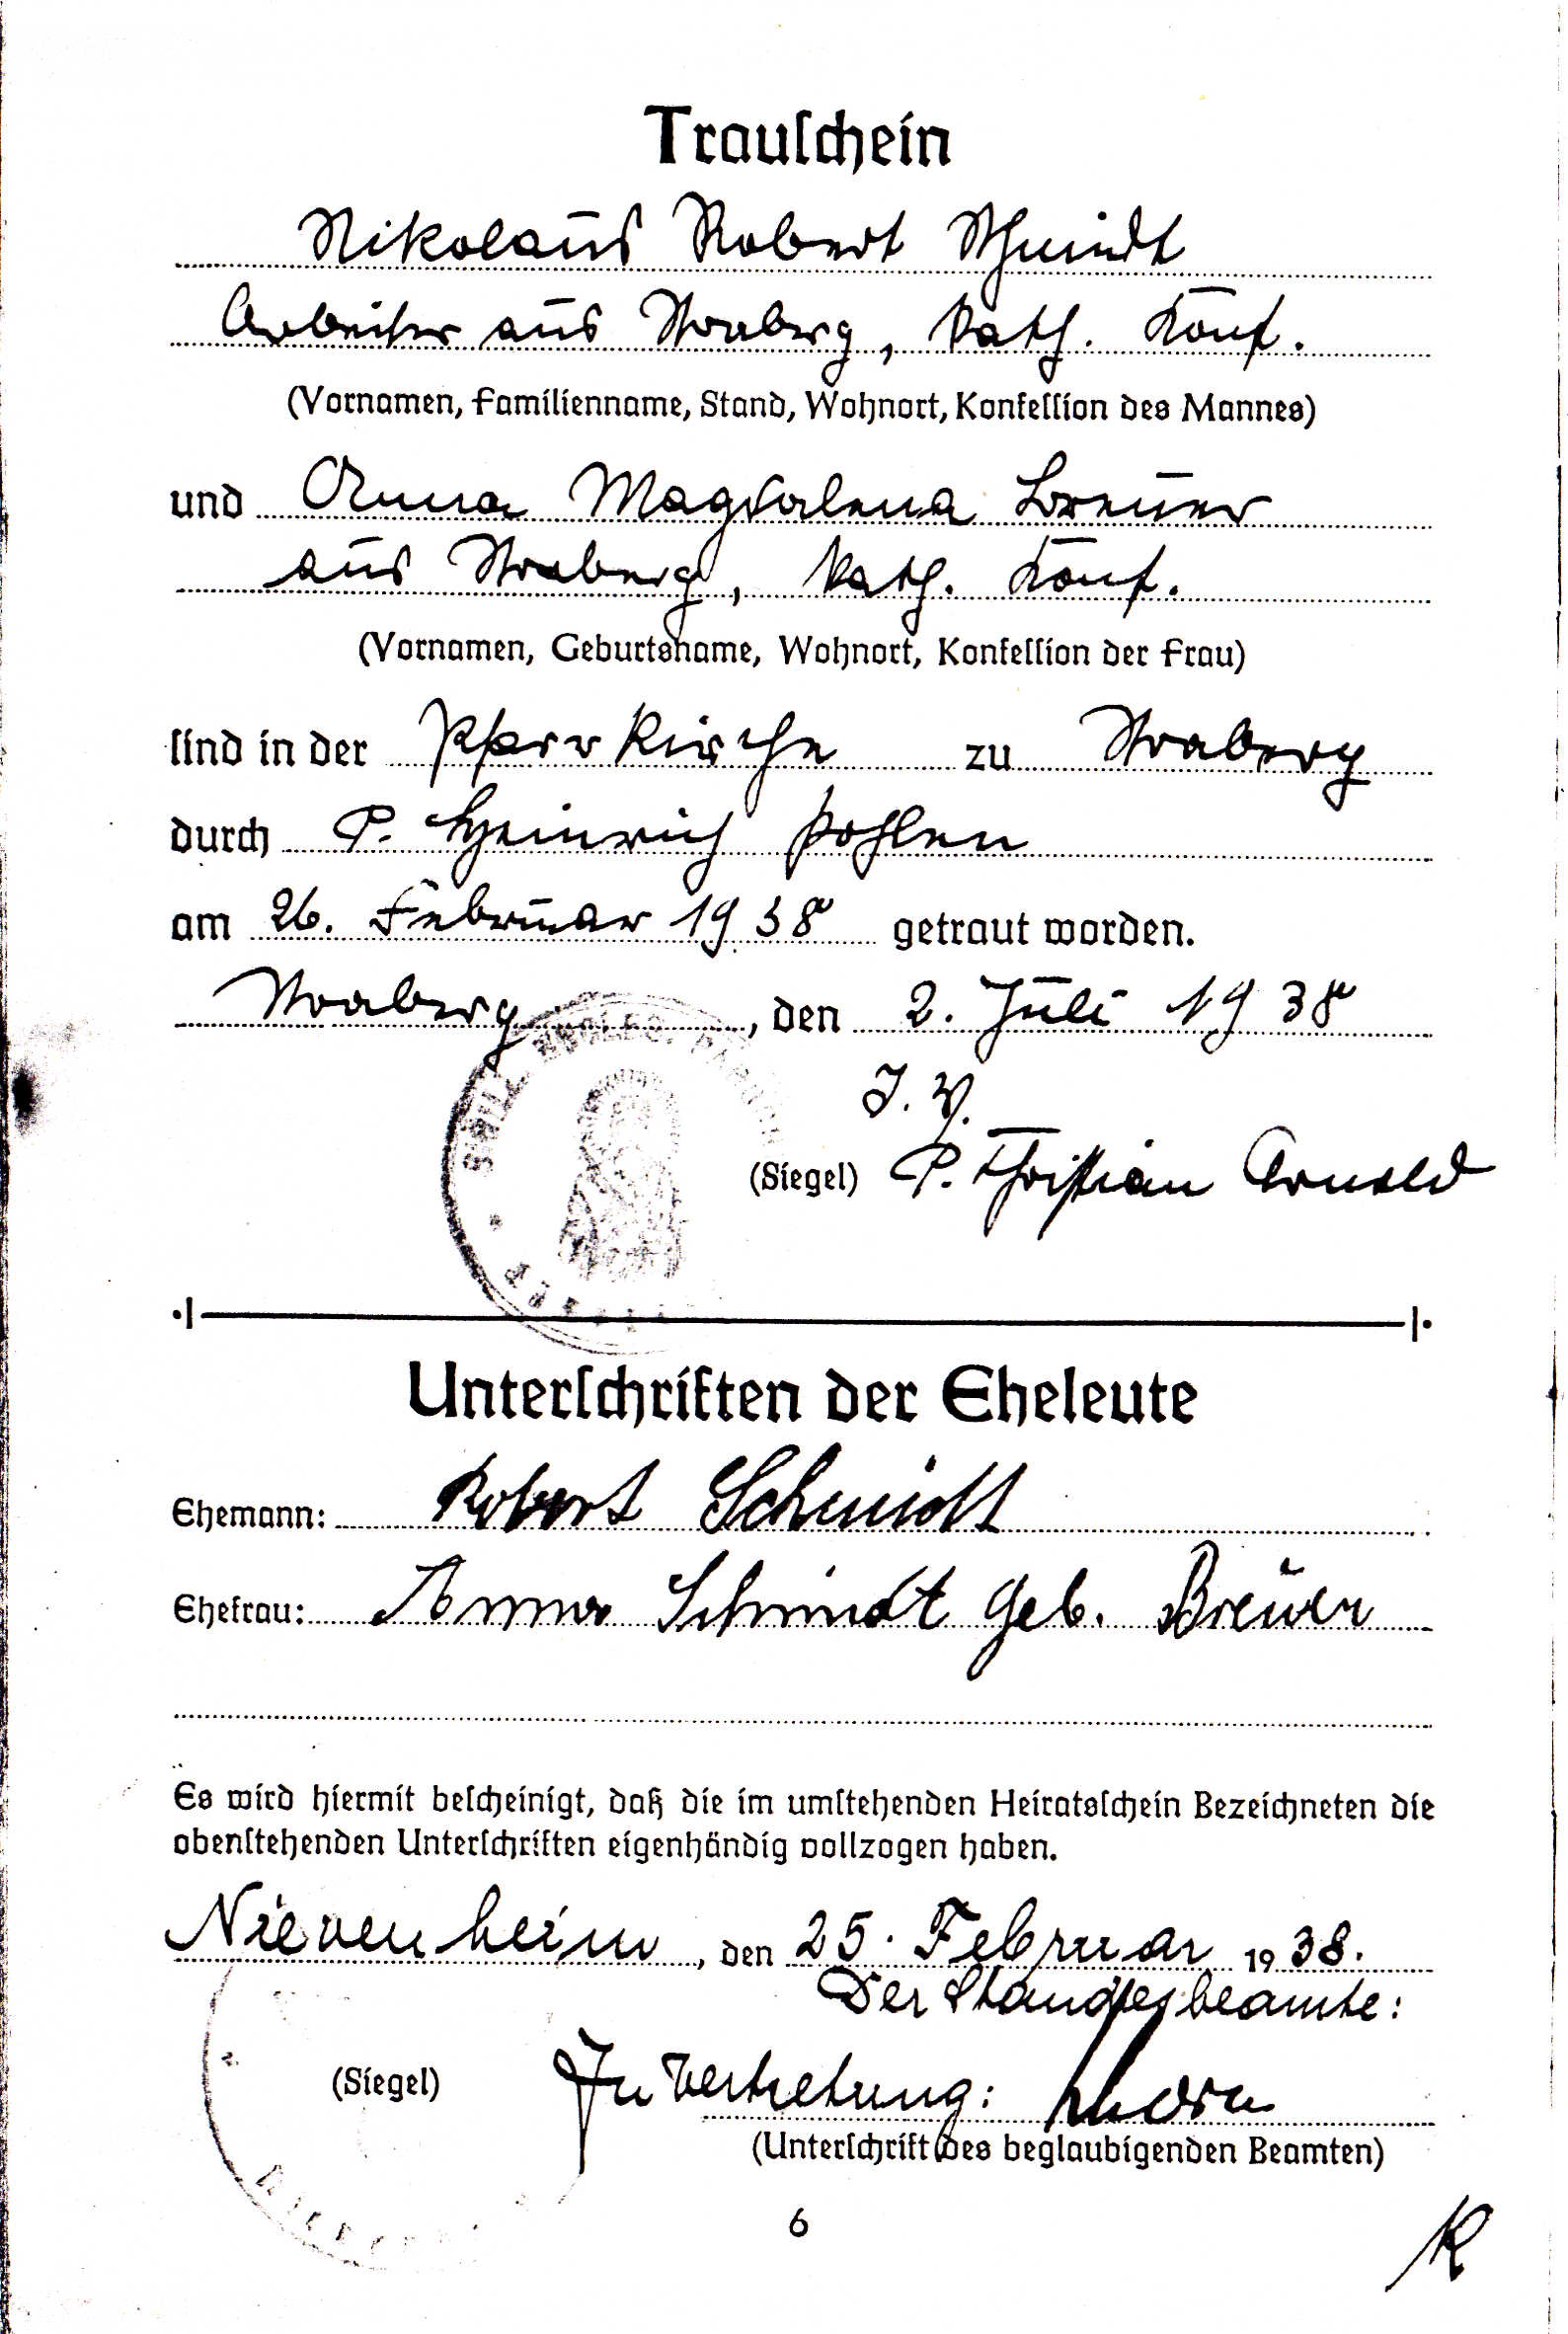 Trauschein
Nikolaus Robert Schmidt
Arbeiter aus Straberg, kath. Konf.
(Vornamen, Familienname, Stand, Wohnort, Konfession des Mannes)
und Anna Magdalena Breuer
aus Straberg, kath. Konf.
(Vornamen, Geburtsname, Wohnort, Konfession der Frau)
sind in der Pfarrkirche zu Straberg
durch P. Heinrich Pohlen
am 26. Februar 1938 getraut worden.
Straberg, den 2. Juli 1938
J. V.
(Siegel) P. Christian Arnold
Unterschriften der Eheleute
Ehemann: Robert Schmidt
Ehefrau: Anna Schmidt geb. Breuer
Es wird hiermit bescheinigt, daß die im umstehenden Heiratsschein Bezeichneten die
obenstehenden Unterschriften eigenhändig vollzogen haben.
Nievenheim, den 25. Februar 1938.
Der Standesbeamte:
(Siegel) In Vertretung:
(Unterschrift des beglaubigenden Beamten)
6